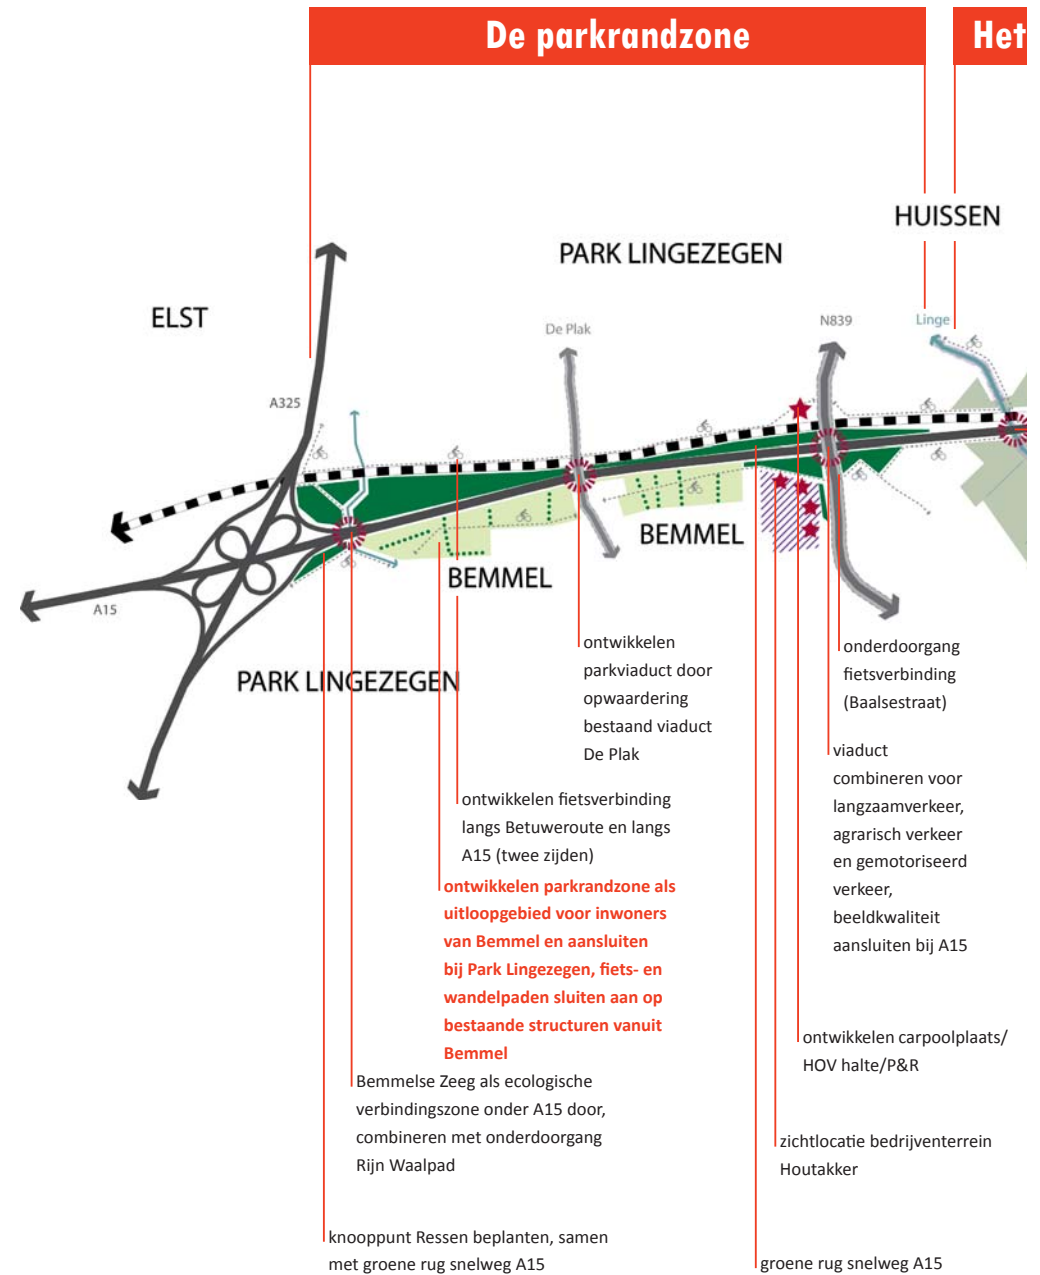 De parkrandzone
Het
HUISSEN
PARK LINGEZEGEN
ELST
De Plak
N839
Linge
A325
BEMMEL
BEMMEL
A15
PARK LINGEZEGEN
ontwikkelen
parkviaduct door
opwaardering
bestaand viaduct
De Plak
onderdoorgang
fietsverbinding
(Baalsestraat)
viaduct
combineren voor
langzaamverkeer,
agrarisch verkeer
en gemotoriseerd
verkeer,
beeldkwaliteit
aansluiten bij A15
ontwikkelen fietsverbinding
langs Betuweroute en langs
A15 (twee zijden)
ontwikkelen parkrandzone als
uitloopgebied voor inwoners
van Bemmel en aansluiten
bij Park Lingezegen, fiets- en
wandelpaden sluiten aan op
bestaande structuren vanuit
Bemmel
ontwikkelen carpoolplaats/
HOV halte/P&R
Bemmelse Zeeg als ecologische
verbindingszone onder A15 door,
combineren met onderdoorgang
Rijn Waalpad
zichtlocatie bedrijventerrein
Houtakker
knooppunt Ressen beplanten, samen
met groene rug snelweg A15
groene rug snelweg A15